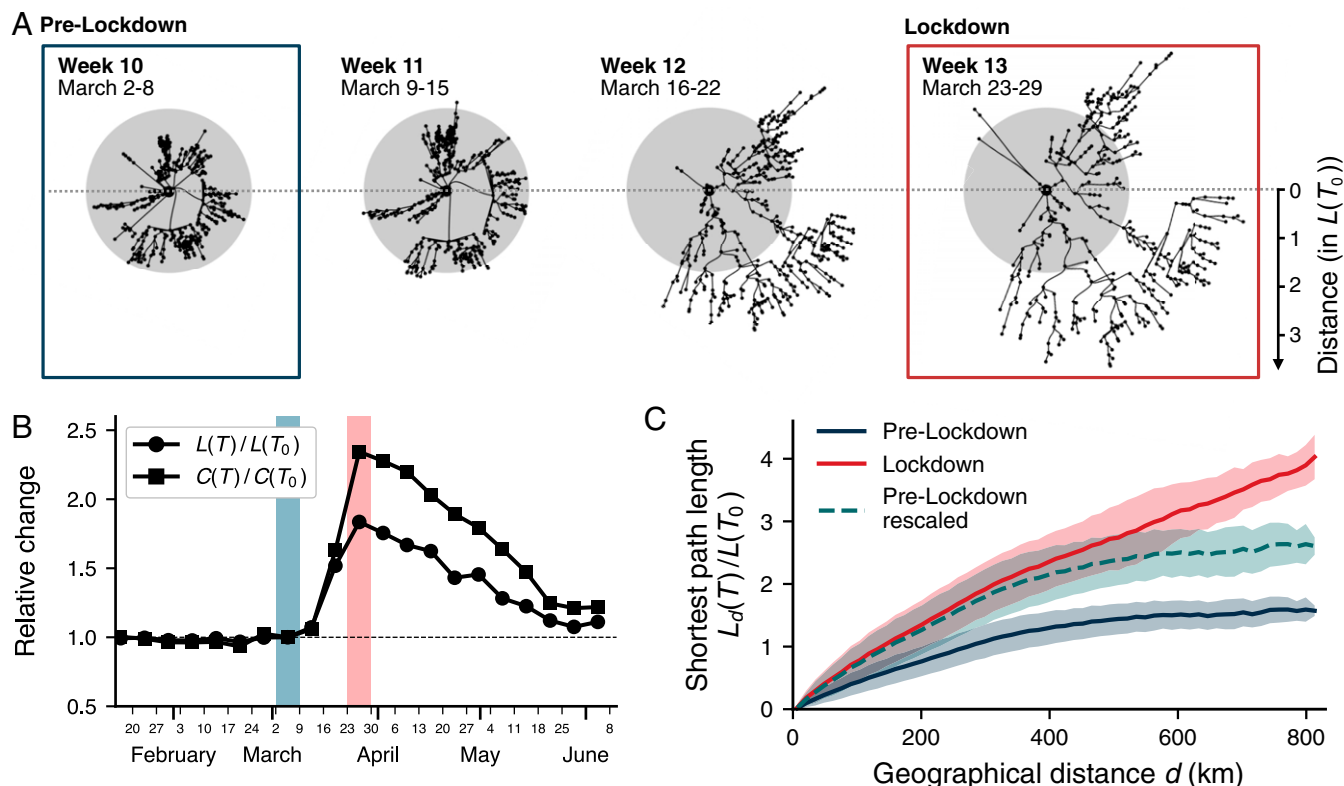 A
Pre-Lockdown
Lockdown
Week 10
March 2-8
Week 11
March 9-15
Week 12
March 16-22
Week 13
March 23-29
0
1
2
3
Distance (in L(T₀))
B
L(T)/L(T₀)
C(T)/C(T₀)
Relative change
2.5
2.0
1.5
1.0
0.5
20 27 3 10 17 24 2 9 16 23 30 6 13 20 27 4 11 18 25 8
February March April May June
C
Pre-Lockdown
Lockdown
Pre-Lockdown
rescaled
Shortest path length
L_d(T)/L(T₀)
4
3
2
1
0
0 200 400 600 800
Geographical distance d (km)